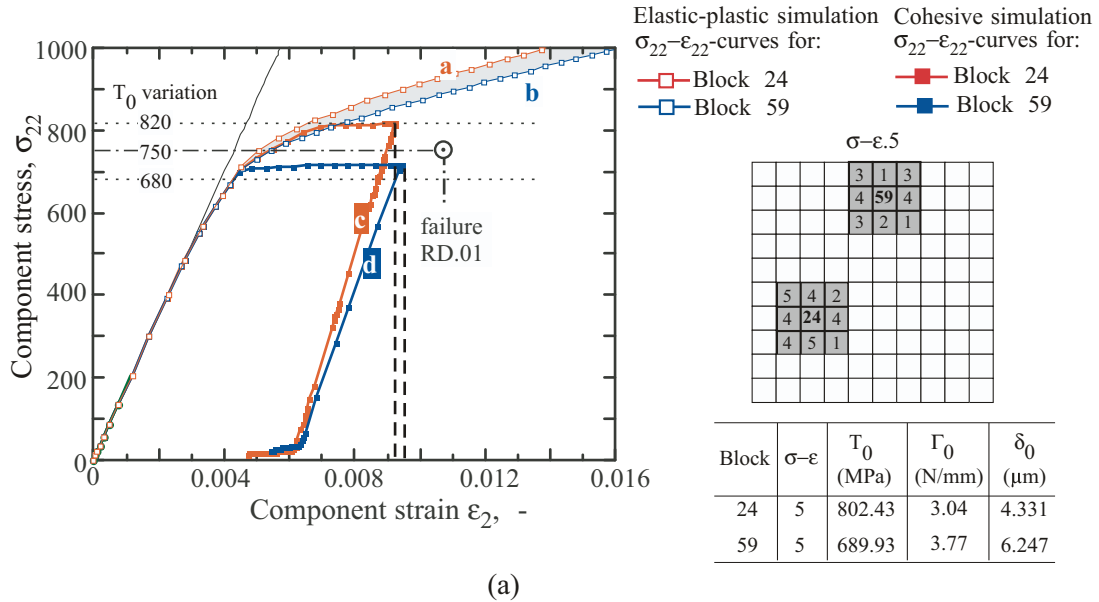 Elastic-plastic simulation
σ22–ε22-curves for:
Block 24
Block 59
Cohesive simulation
σ22–ε22-curves for:
Block 24
Block 59
1000
800
600
400
200
0
Component stress, σ22
T0 variation
820
750
680
a
b
c
d
failure
RD.01
0
0.004
0.008
0.012
0.016
Component strain ε2, -
σ–ε.5
3 1 3
4 59 4
3 2 1
5 4 2
4 24 4
4 5 1
Block σ–ε T0 (MPa) Γ0 (N/mm) δ0 (μm)
24 5 802.43 3.04 4.331
59 5 689.93 3.77 6.247
(a)